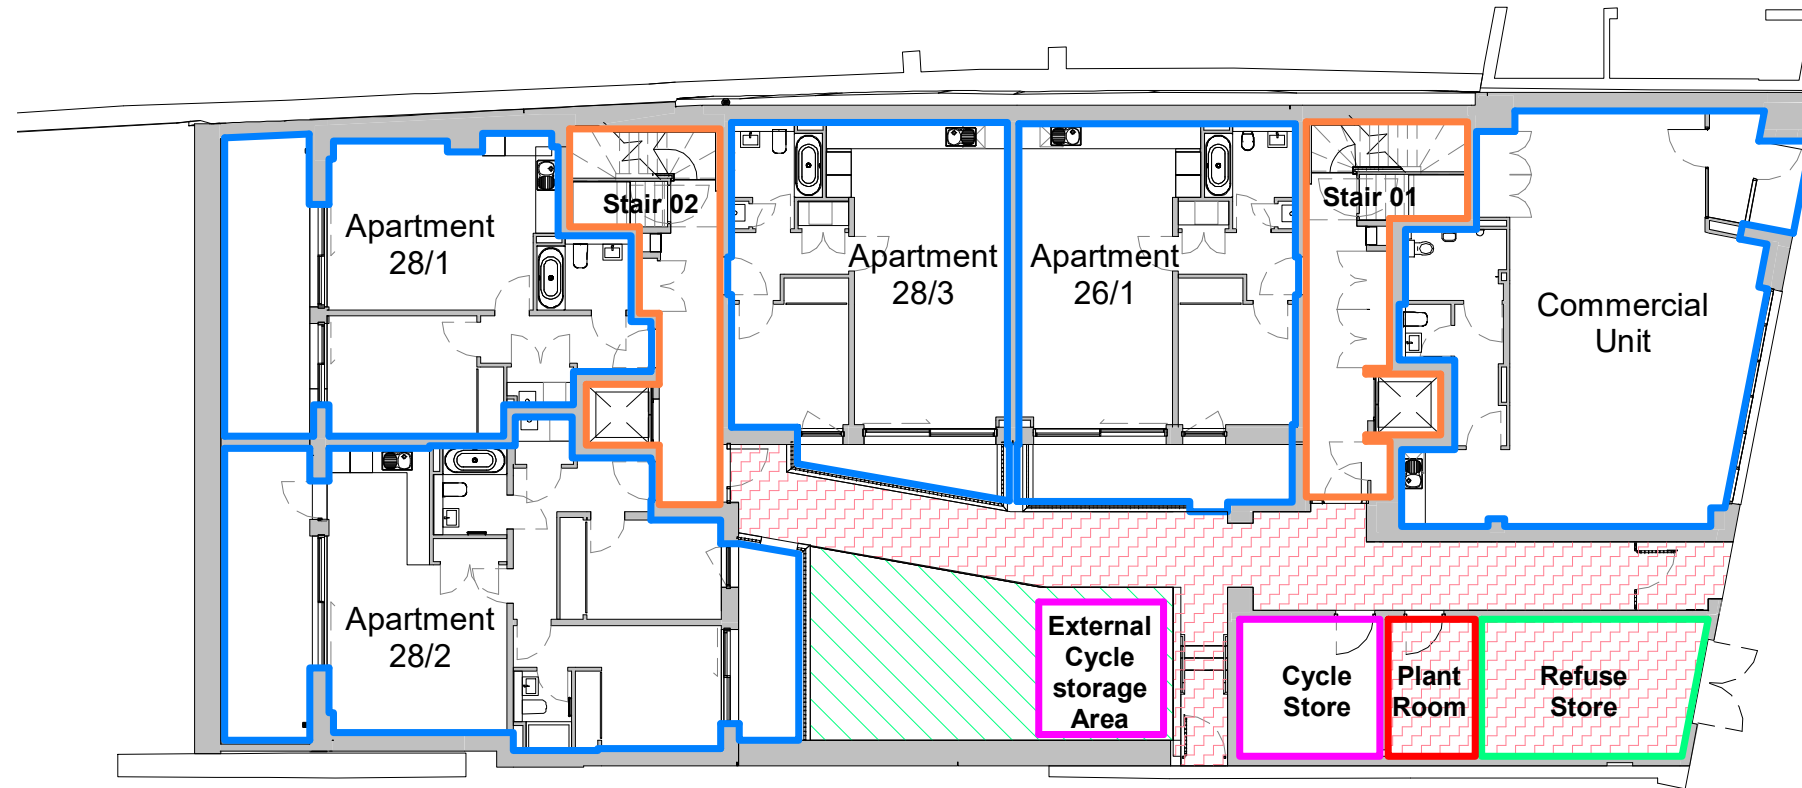 Stair 02
Stair 01
Apartment
28/1
Apartment
28/3
Apartment
26/1
Commercial
Unit
Apartment
28/2
External
Cycle
storage
Area
Cycle
Store
Plant
Room
Refuse
Store